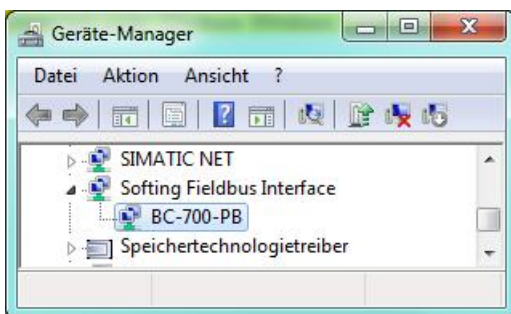 Geräte-Manager
Datei Aktion Ansicht ?
SIMATIC NET
Softing Fieldbus Interface
BC-700-PB
Speichertechnologietreiber